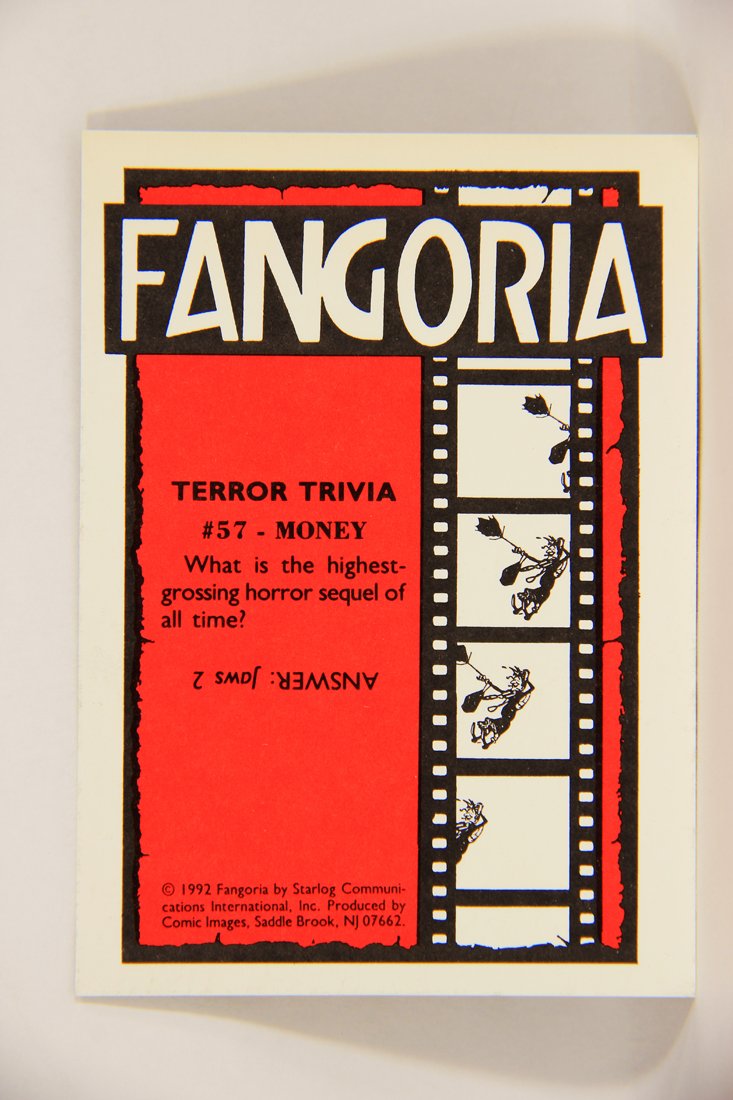 FANGORIA
TERROR TRIVIA
#57 - MONEY
What is the highest-
grossing horror sequel of
all time?
ANSWER: Jaws 2
© 1992 Fangoria by Starlog Communi-
cations International, Inc. Produced by
Comic Images, Saddle Brook, NJ 07662.